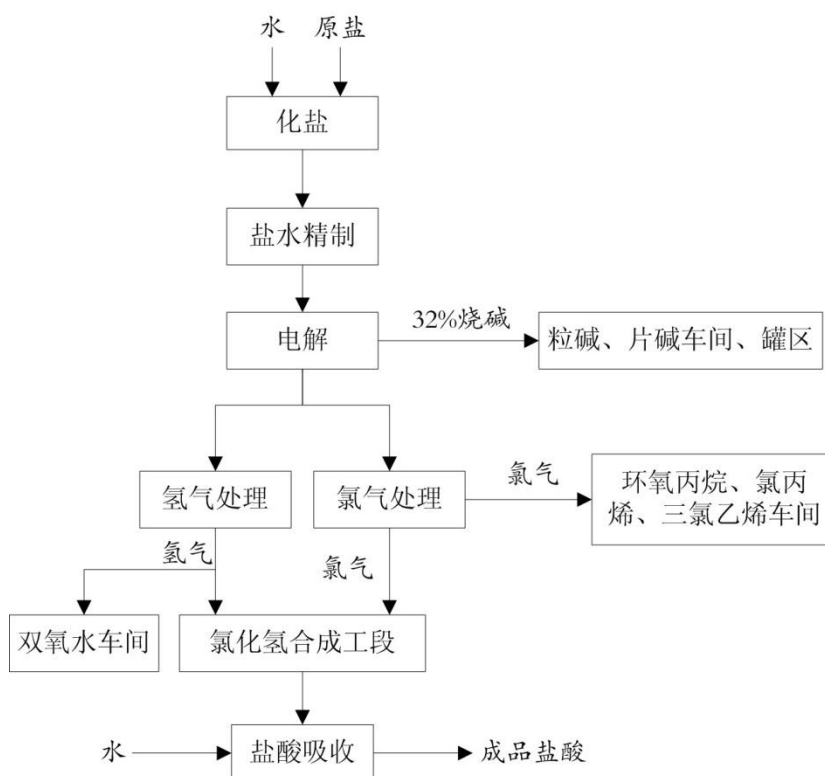 水
原盐
化盐
盐水精制
电解
32%烧碱
粒碱、片碱车间、罐区
氢气处理
氯气处理
氯气
环氧丙烷、氯丙
烯、三氯乙烯车间
氢气
氯气
双氧水车间
氯化氢合成工段
水
盐酸吸收
成品盐酸